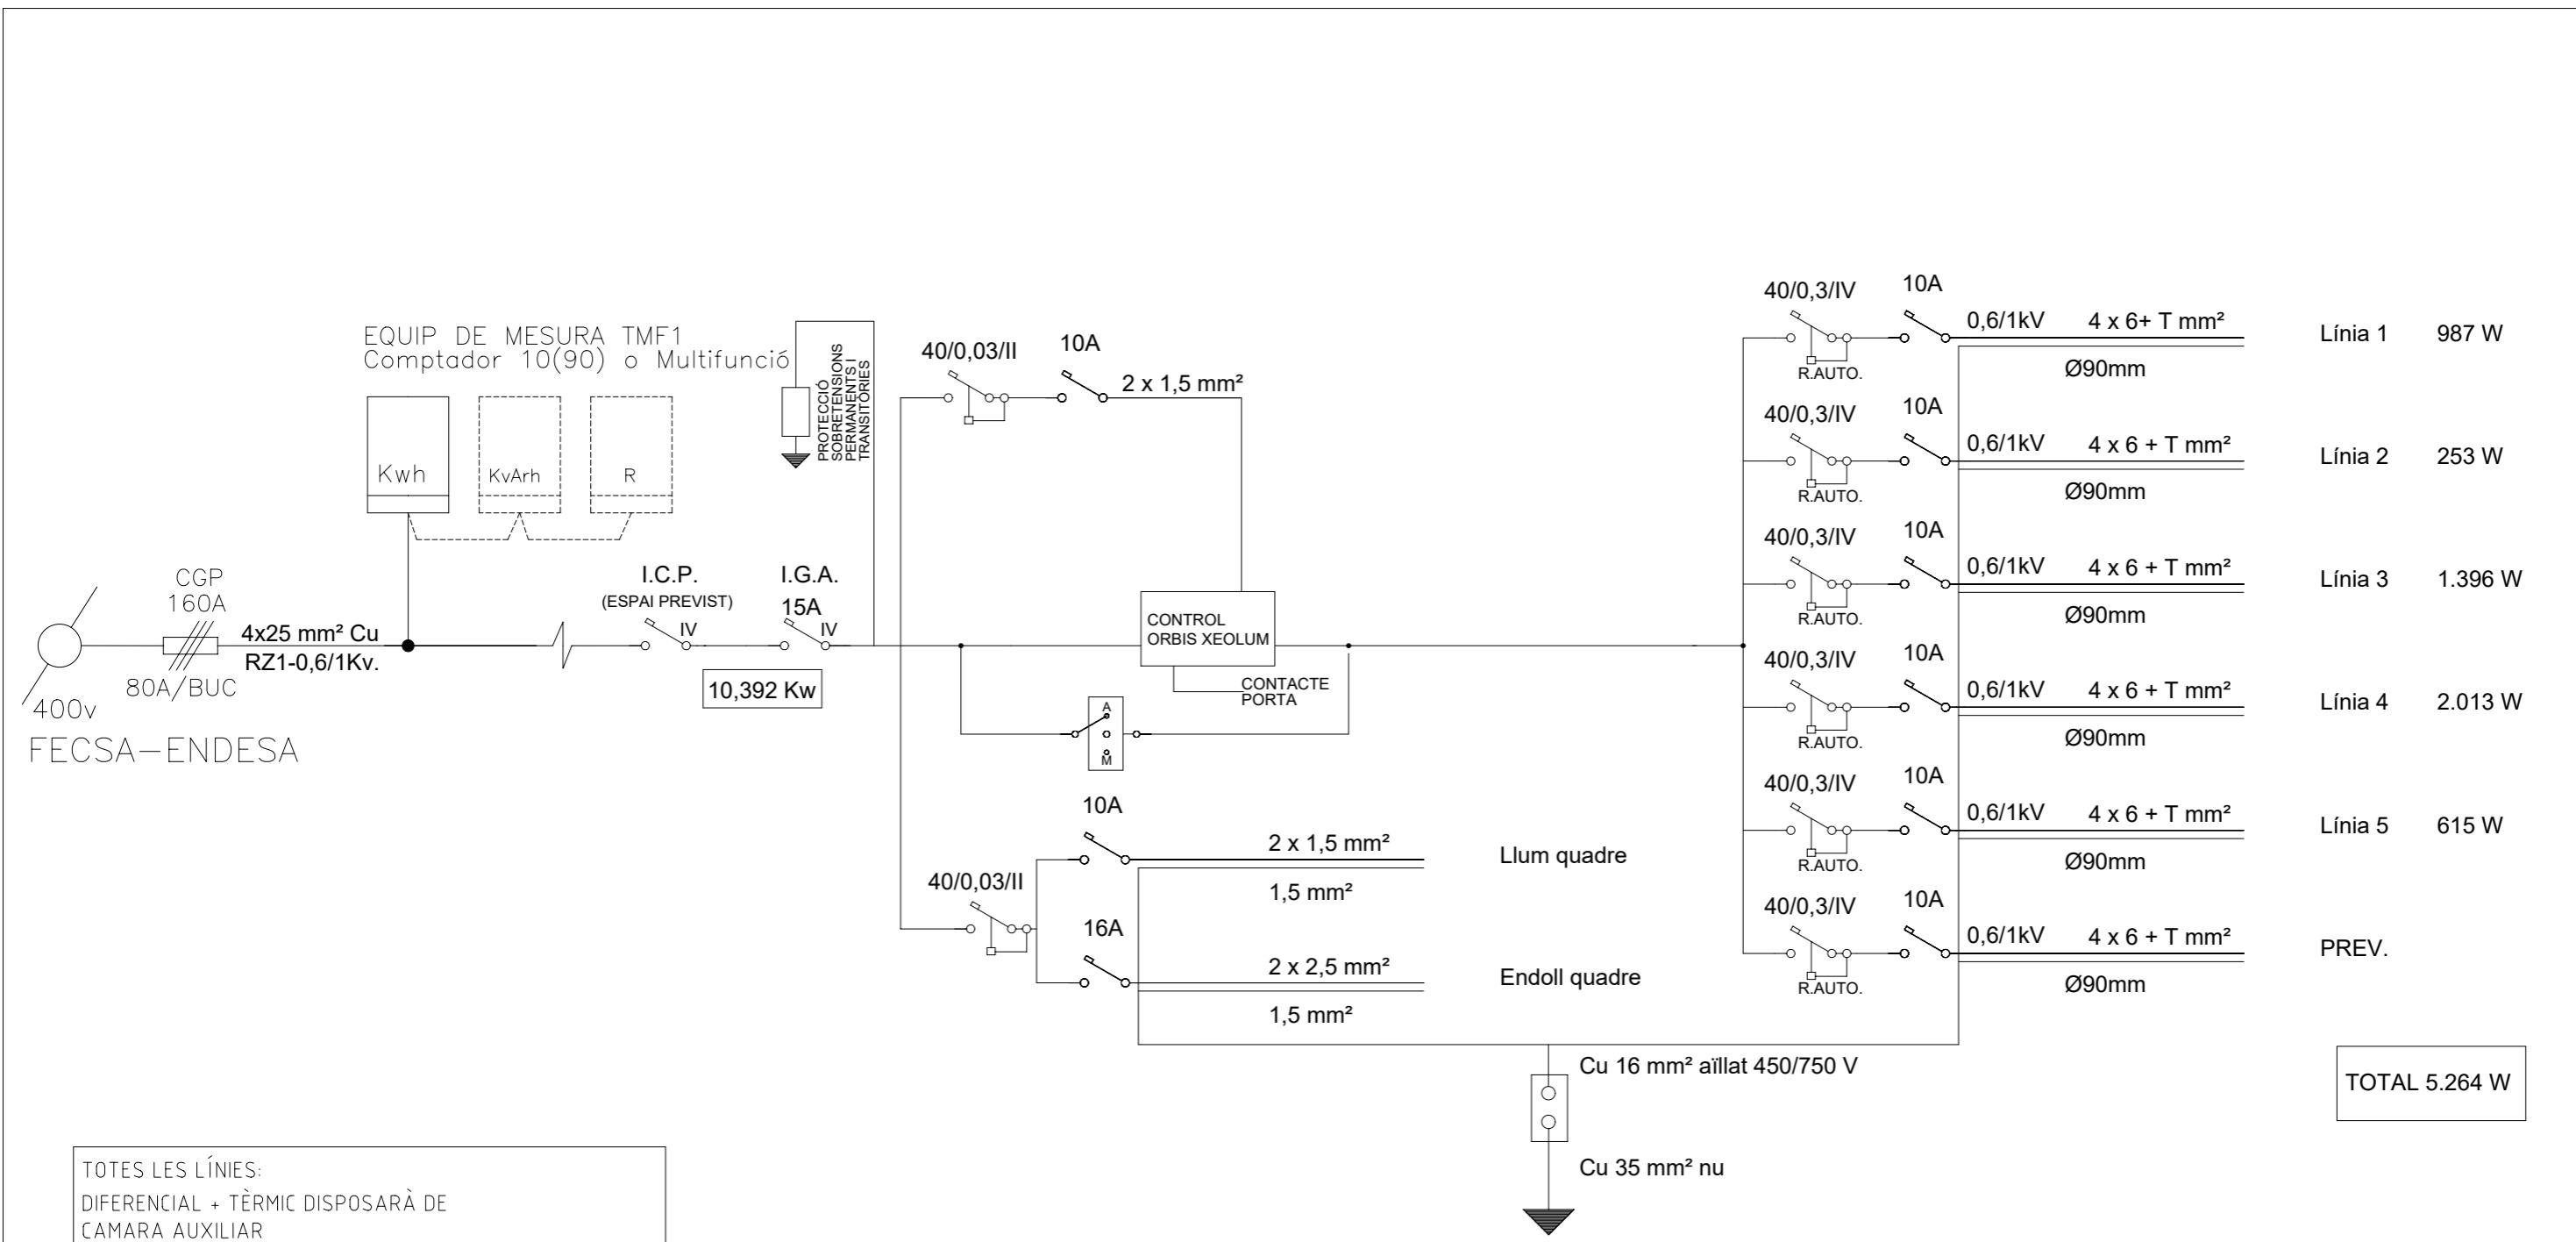 EQUIP DE MESURA TMF1
Comptador 10(90) o Multifunció
Kwh
KvArh
R
PROTECCIÓ
SOBRETENSIONS
PERMANENTS I
TRANSITÒRIES
CGP
160A
80A/BUC
400v
FECSA-ENDESA
4x25 mm² Cu
RZ1-0,6/1Kv.
I.C.P.
(ESPAI PREVIST)
IV
I.G.A.
15A
IV
10,392 Kw
40/0,03/II
10A
2 x 1,5 mm²
CONTROL
ORBIS XEOLUM
CONTACTE
PORTA
A
M
40/0,03/II
10A
2 x 1,5 mm²
1,5 mm²
Llum quadre
16A
2 x 2,5 mm²
1,5 mm²
Endoll quadre
40/0,3/IV
10A
R.AUTO.
0,6/1kV
4 x 6+ T mm²
Ø90mm
Línia 1
987 W
40/0,3/IV
10A
R.AUTO.
0,6/1kV
4 x 6 + T mm²
Ø90mm
Línia 2
253 W
40/0,3/IV
10A
R.AUTO.
0,6/1kV
4 x 6 + T mm²
Ø90mm
Línia 3
1.396 W
40/0,3/IV
10A
R.AUTO.
0,6/1kV
4 x 6 + T mm²
Ø90mm
Línia 4
2.013 W
40/0,3/IV
10A
R.AUTO.
0,6/1kV
4 x 6 + T mm²
Ø90mm
Línia 5
615 W
40/0,3/IV
10A
R.AUTO.
0,6/1kV
4 x 6 + T mm²
Ø90mm
PREV.
TOTAL 5.264 W
Cu 16 mm² aïllat 450/750 V
Cu 35 mm² nu
TOTES LES LÍNIES:
DIFERENCIAL + TÈRMIC DISPOSARÀ DE
CAMARA AUXILIAR